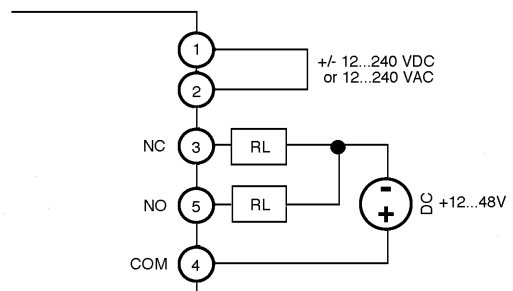 1
+/- 12...240 VDC
or 12...240 VAC
2
NC 3 RL
-
DC +12...48V
+
NO 5 RL
COM 4